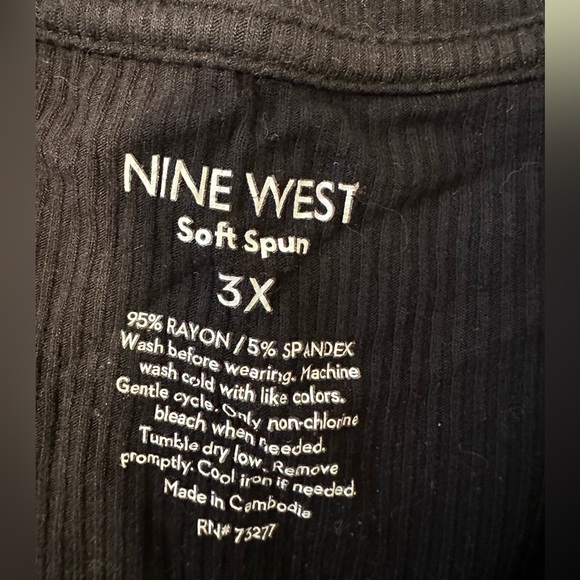 NINE WEST
Soft Spun
3X
95% RAYON / 5% SPANDEX
Wash before wearing. Machine
wash cold with like colors.
Gentle cycle. Only non-chlorine
bleach when needed.
Tumble dry low. Remove
promptly. Cool iron if needed.
Made in Cambodia
RN# 73277